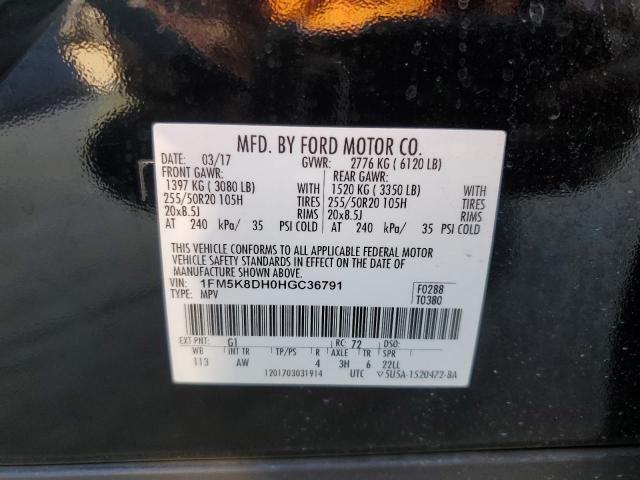 MFD. BY FORD MOTOR CO.
DATE: 03/17 GVWR: 2776 KG ( 6120 LB)
FRONT GAWR: REAR GAWR:
1397 KG ( 3080 LB) WITH 1520 KG ( 3350 LB) WITH
255/50R20 105H TIRES 255/50R20 105H TIRES
20x8.5J RIMS 20x8.5J RIMS
AT 240 kPa/ 35 PSI COLD AT 240 kPa/ 35 PSI COLD
THIS VEHICLE CONFORMS TO ALL APPLICABLE FEDERAL MOTOR
VEHICLE SAFETY STANDARDS IN EFFECT ON THE DATE OF
MANUFACTURE SHOWN ABOVE.
VIN: 1FM5K8DH0HGC36791 F0288
TYPE: MPV T0380
EXT PNT: G1 RC: 72 DSO:
WB INT TR TP/PS R AXLE TR SPR
113 AW 4 3H 6 22LL
1201703031914 UTC ▽5U5A-1520472-BA